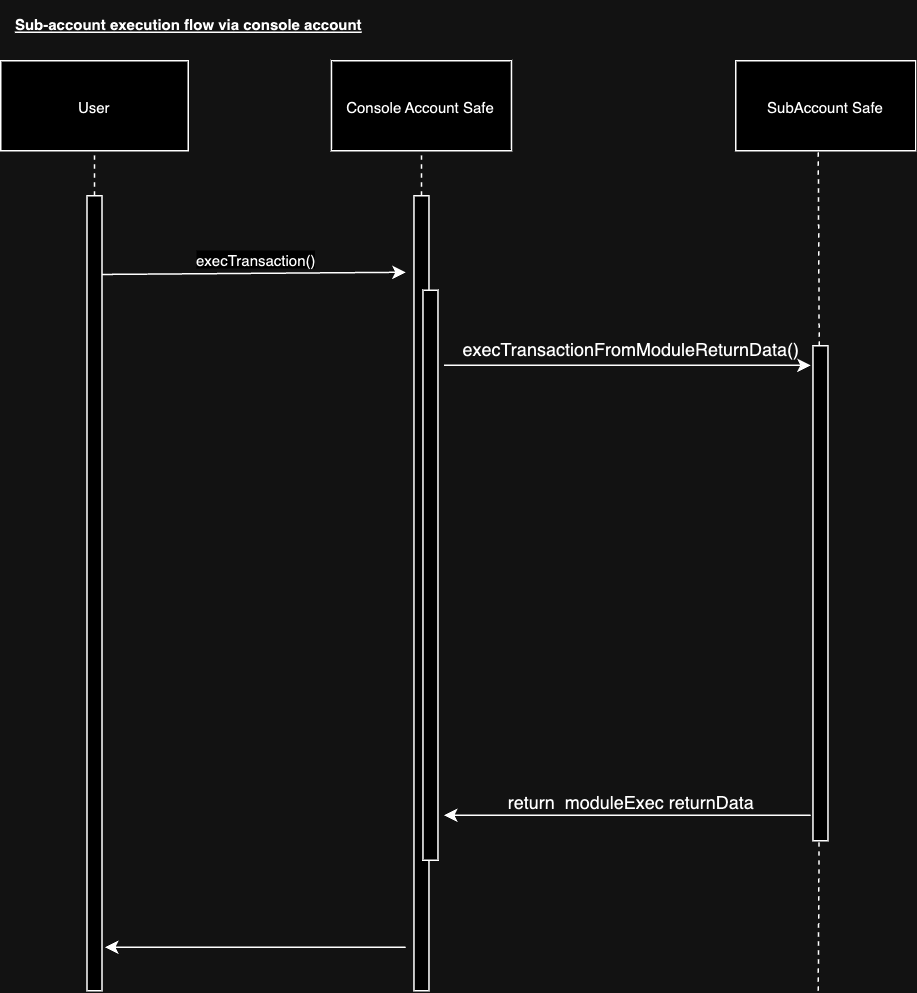 Sub-account execution flow via console account
User
Console Account Safe
SubAccount Safe
execTransaction()
execTransactionFromModuleReturnData()
return  moduleExec returnData